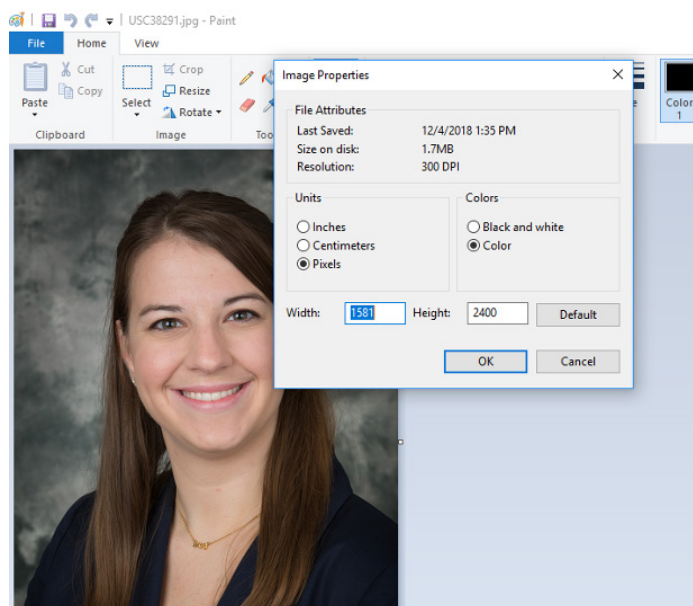 USC38291.jpg - Paint
File Home View
Cut
Copy
Paste
Clipboard
Select
Crop
Resize
Rotate
Image
Too
Color
1
Image Properties
File Attributes
Last Saved: 12/4/2018 1:35 PM
Size on disk: 1.7MB
Resolution: 300 DPI
Units
Inches
Centimeters
Pixels
Colors
Black and white
Color
Width: 1581 Height: 2400 Default
OK Cancel